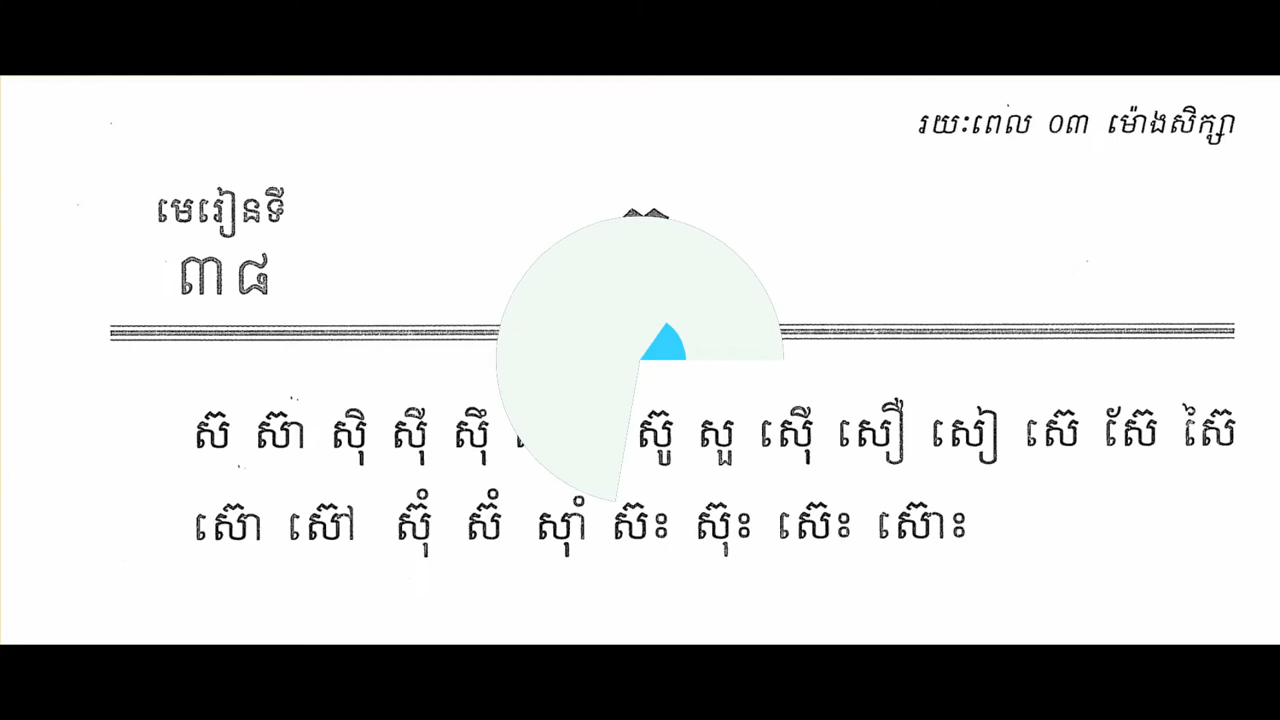 រយៈពេល ០៣ ម៉ោងសិក្សា
មេរៀនទី
៣៨
ស៊ ស៊ា ស៊ិ ស៊ី ស៊ឹ ស៊ូ សួ ស៊ើ សឿ សៀ ស៊េ ស៊ែ ស៊ៃ
ស៊ោ ស៊ៅ ស៊ុំ ស៊ំ ស៊ាំ ស៊ះ ស៊ុះ ស៊េះ ស៊ោះ